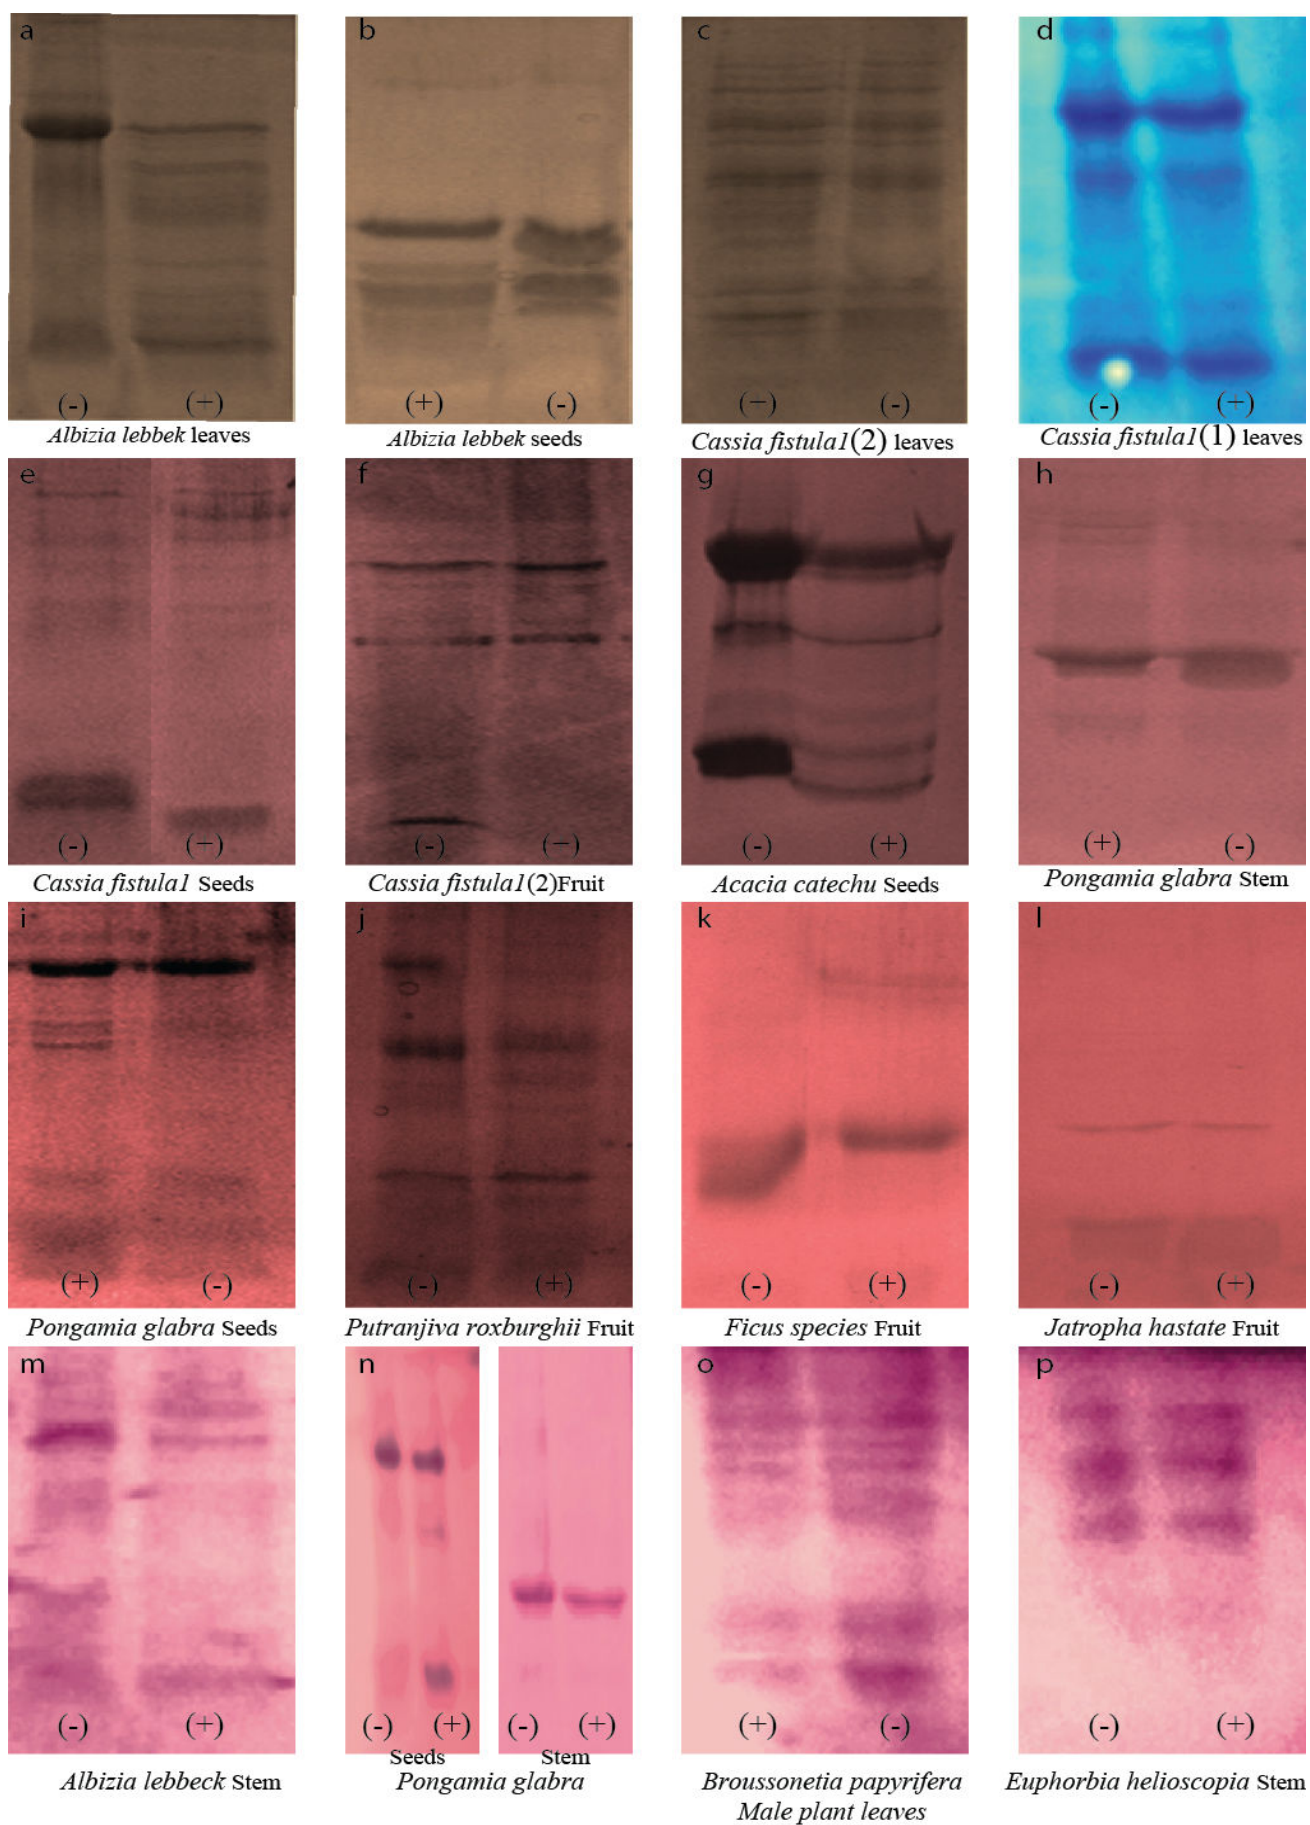 a b c d
(-) (+) (+) (-) (+) (-) (-) (+)
Albizia lebbek leaves
Albizia lebbek seeds
Cassia fistula1(2) leaves
Cassia fistula1(1) leaves
e f g h
(-) (+) (-) (+) (-) (+) (+) (-)
Cassia fistula1 Seeds
Cassia fistula1(2)Fruit
Acacia catechu Seeds
Pongamia glabra Stem
i j k l
(+) (-) (-) (+) (-) (+) (-) (+)
Pongamia glabra Seeds
Putranjiva roxburghii Fruit
Ficus species Fruit
Jatropha hastate Fruit
m n o p
(-) (+) (-) (+) (-) (+) (+) (-) (-) (+)
Albizia lebbeck Stem
Seeds Stem
Pongamia glabra
Broussonetia papyrifera
Male plant leaves
Euphorbia helioscopia Stem